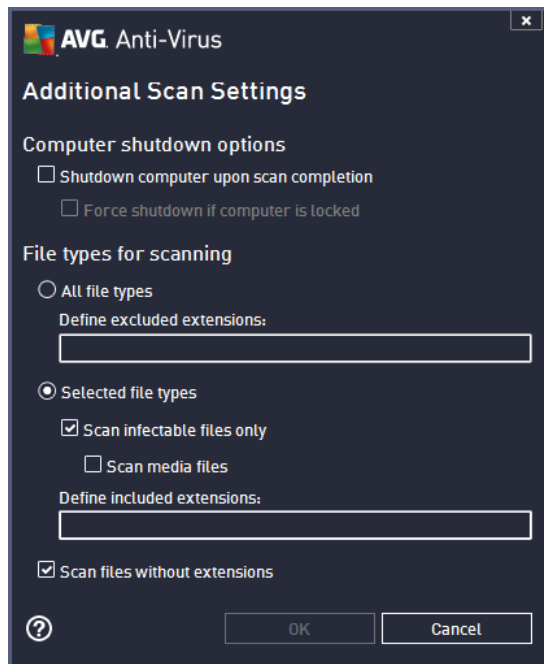 AVG. Anti-Virus
Additional Scan Settings
Computer shutdown options
Shutdown computer upon scan completion
Force shutdown if computer is locked
File types for scanning
All file types
Define excluded extensions:
Selected file types
Scan infectable files only
Scan media files
Define included extensions:
Scan files without extensions
?
OK
Cancel